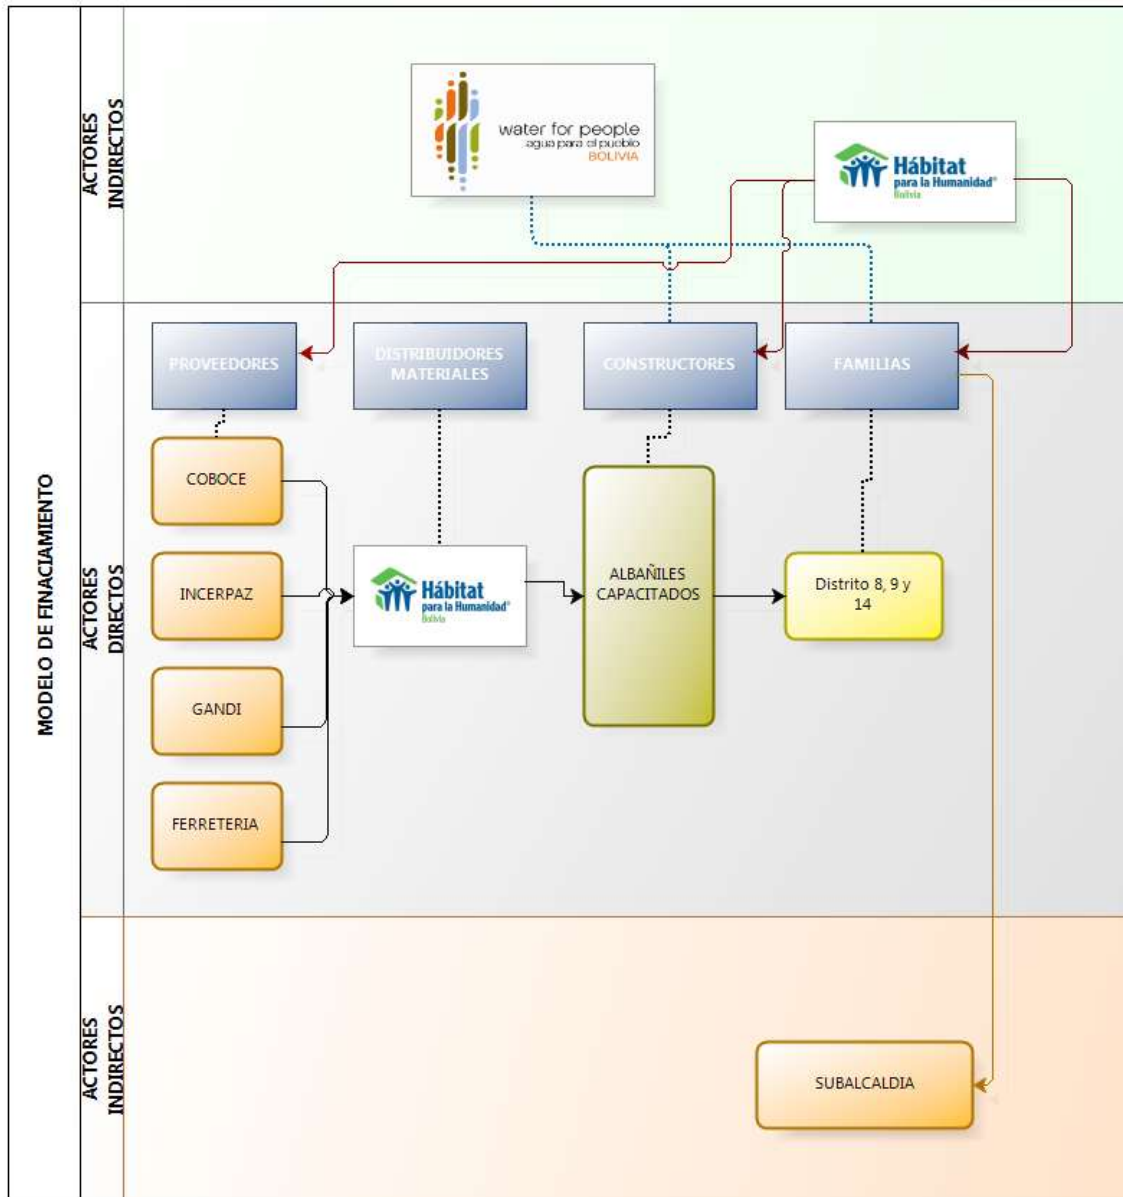 MODELO DE FINACIAMIENTO
ACTORES
INDIRECTOS
water for people
agua para el pueblo
BOLIVIA
Hábitat
para la Humanidad®
Bolivia
ACTORES
DIRECTOS
PROVEEDORES
DISTRIBUIDORES
MATERIALES
CONSTRUCTORES
FAMILIAS
COBOCE
INCERPAZ
GANDI
FERRETERIA
Hábitat
para la Humanidad®
Bolivia
ALBAÑILES
CAPACITADOS
Distrito 8, 9 y
14
ACTORES
INDIRECTOS
SUBALCALDIA